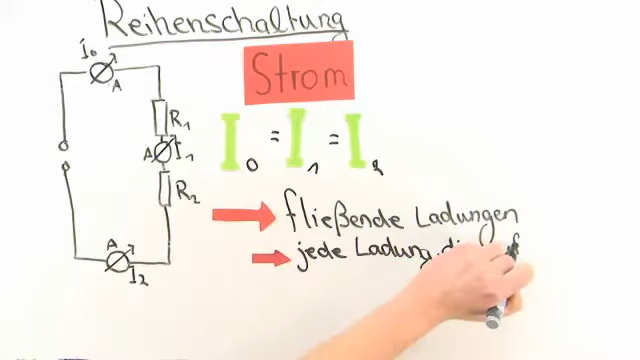 Reihenschaltung
I0
A
Strom
R1
I0 = I1 = I2
A I1
R2
fließende Ladungen
A
jede Ladung
I2